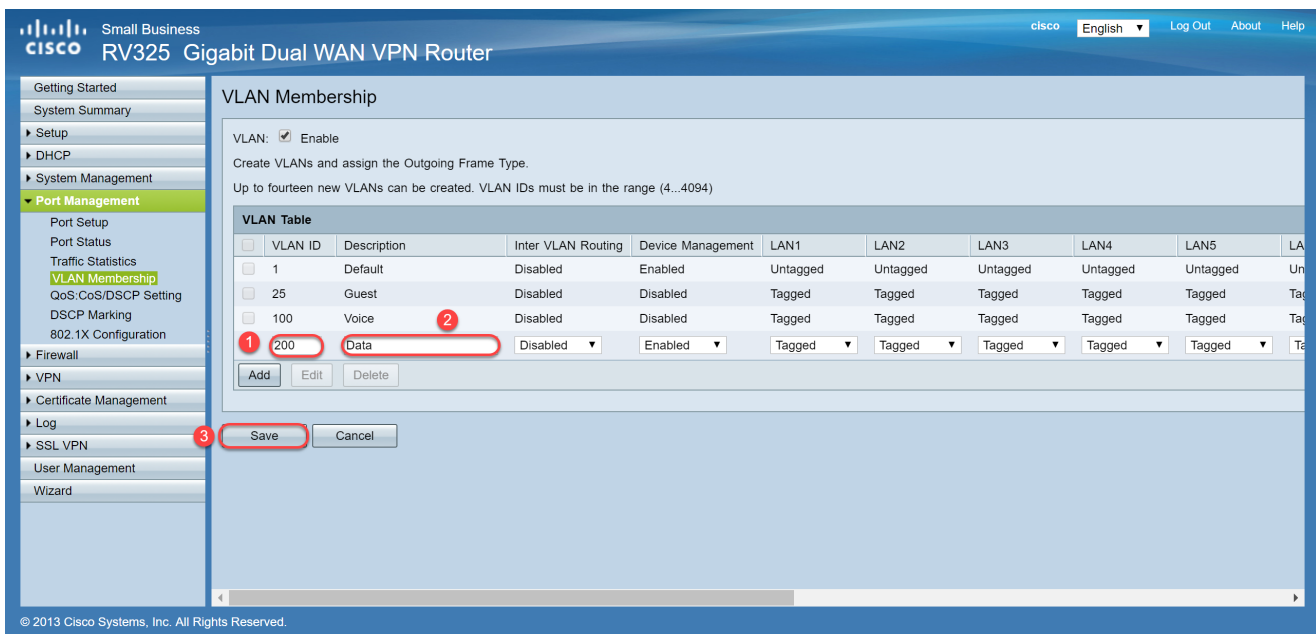 Small Business
cisco English Log Out About Help
CISCO RV325 Gigabit Dual WAN VPN Router
Getting Started
System Summary
Setup
DHCP
System Management
Port Management
Port Setup
Port Status
Traffic Statistics
VLAN Membership
QoS:CoS/DSCP Setting
DSCP Marking
802.1X Configuration
Firewall
VPN
Certificate Management
Log
SSL VPN
User Management
Wizard
VLAN Membership
VLAN: Enable
Create VLANs and assign the Outgoing Frame Type.
Up to fourteen new VLANs can be created. VLAN IDs must be in the range (4...4094)
VLAN Table
VLAN ID Description Inter VLAN Routing Device Management LAN1 LAN2 LAN3 LAN4 LAN5 LA
1 Default Disabled Enabled Untagged Untagged Untagged Untagged Untagged Un
25 Guest Disabled Disabled Tagged Tagged Tagged Tagged Tagged Tag
100 Voice Disabled Disabled Tagged Tagged Tagged Tagged Tagged Tag
2
1 200 Data Disabled Enabled Tagged Tagged Tagged Tagged Tagged Ta
Add Edit Delete
3 Save Cancel
© 2013 Cisco Systems, Inc. All Rights Reserved.